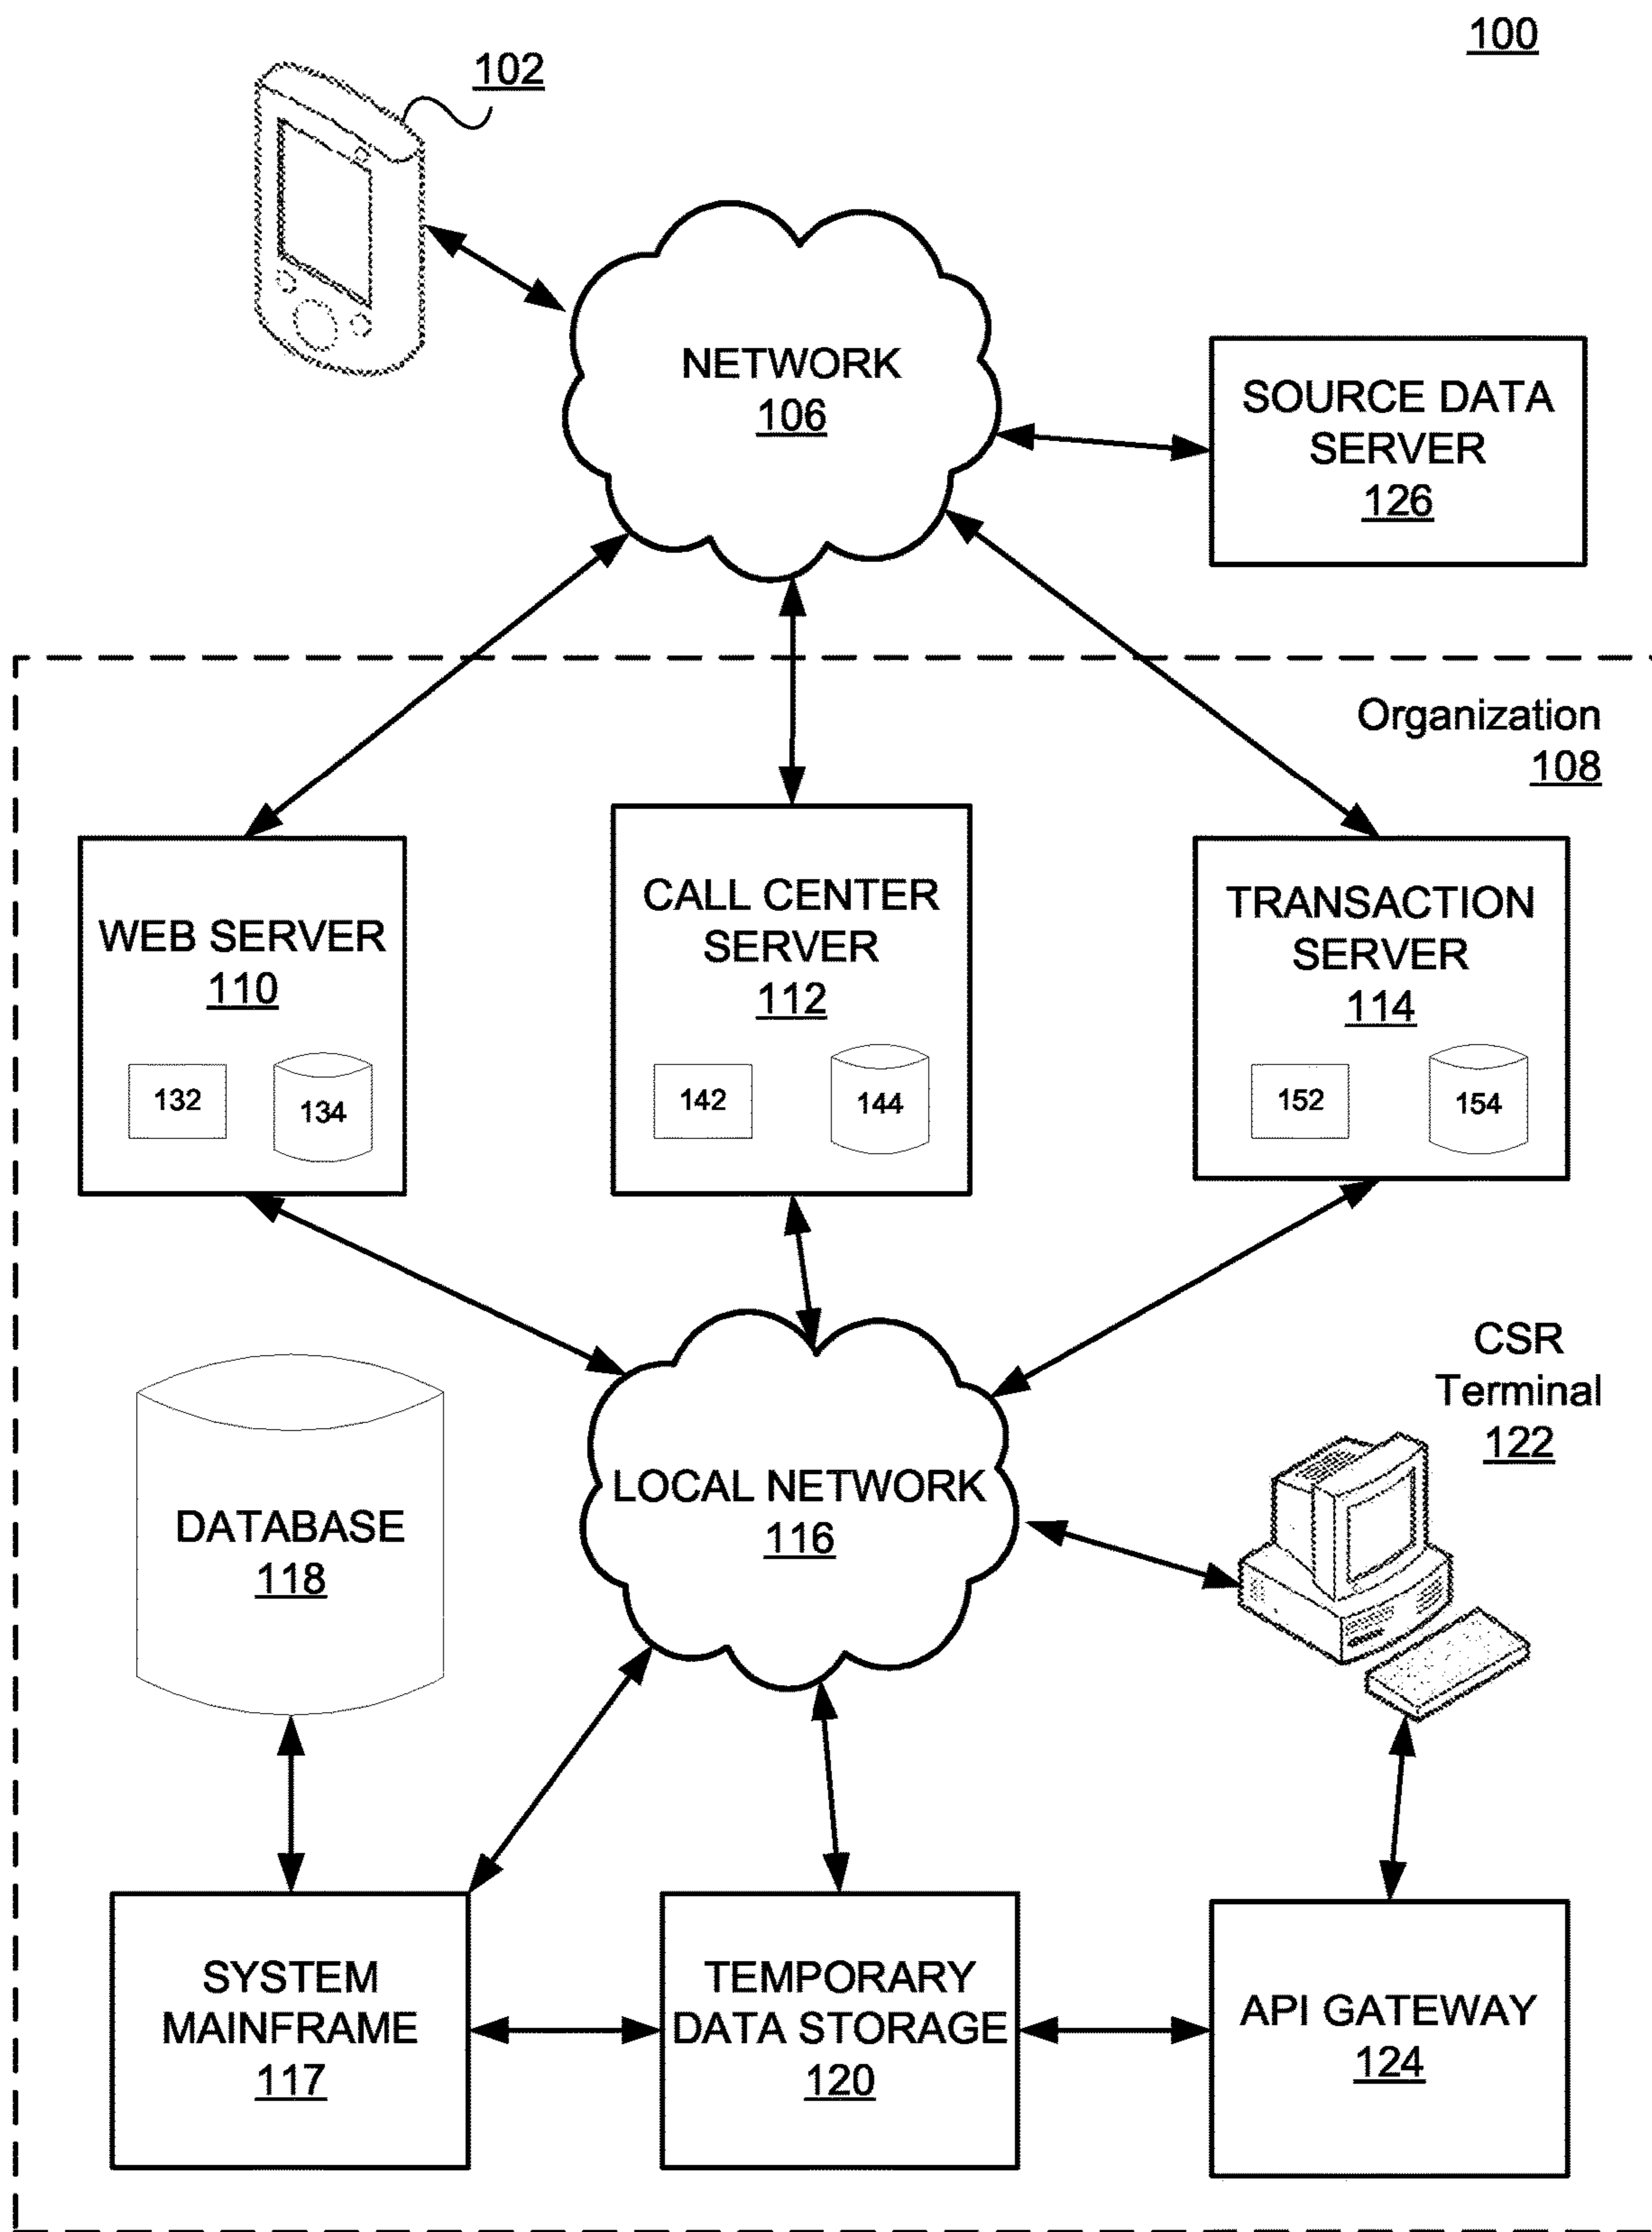 100
102
NETWORK
106
SOURCE DATA
SERVER
126
Organization
108
WEB SERVER
110
132
134
CALL CENTER
SERVER
112
142
144
TRANSACTION
SERVER
114
152
154
DATABASE
118
LOCAL NETWORK
116
CSR
Terminal
122
SYSTEM
MAINFRAME
117
TEMPORARY
DATA STORAGE
120
API GATEWAY
124